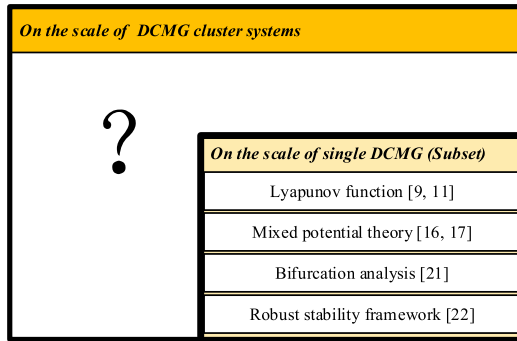 On the scale of DCMG cluster systems
?
On the scale of single DCMG (Subset)
Lyapunov function [9, 11]
Mixed potential theory [16, 17]
Bifurcation analysis [21]
Robust stability framework [22]